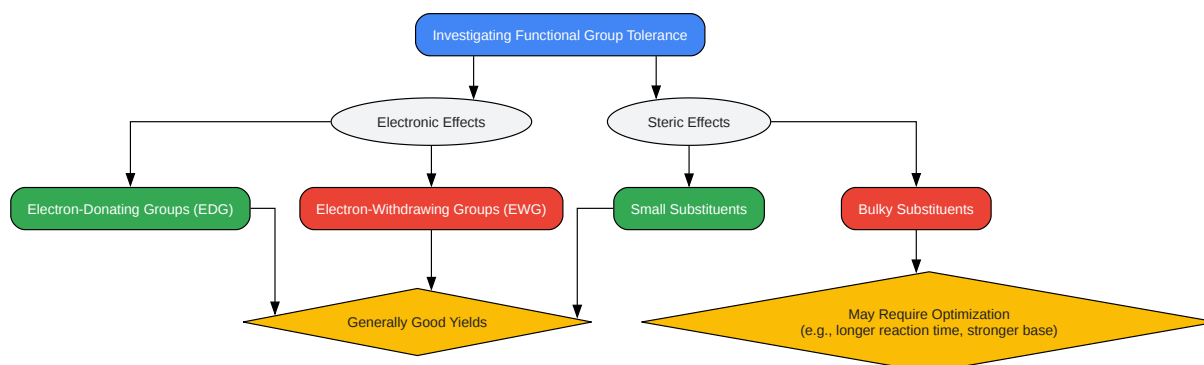 Investigating Functional Group Tolerance
Electronic Effects
Steric Effects
Electron-Donating Groups (EDG)
Electron-Withdrawing Groups (EWG)
Small Substituents
Bulky Substituents
Generally Good Yields
May Require Optimization
(e.g., longer reaction time, stronger base)